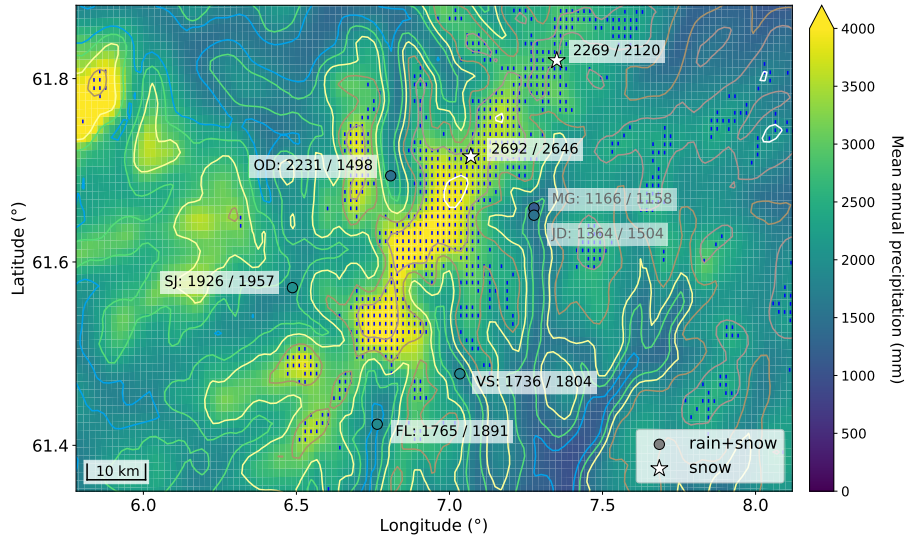 2269 / 2120
2692 / 2646
OD: 2231 / 1498
MG: 1166 / 1158
JD: 1364 / 1504
SJ: 1926 / 1957
VS: 1736 / 1804
FL: 1765 / 1891
rain+snow
snow
10 km
61.8
61.6
61.4
Latitude (°)
6.0
6.5
7.0
7.5
8.0
Longitude (°)
4000
3500
3000
2500
2000
1500
1000
500
0
Mean annual precipitation (mm)